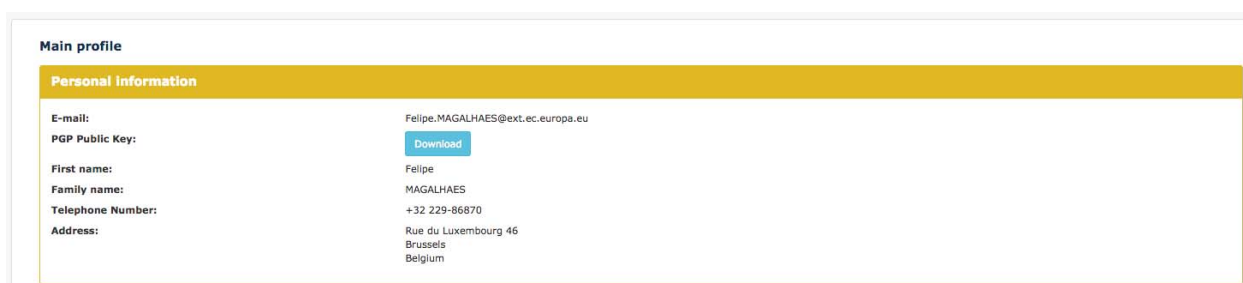 Main profile
Personal information
E-mail: Felipe.MAGALHAES@ext.ec.europa.eu
PGP Public Key: Download
First name: Felipe
Family name: MAGALHAES
Telephone Number: +32 229-86870
Address: Rue du Luxembourg 46
Brussels
Belgium